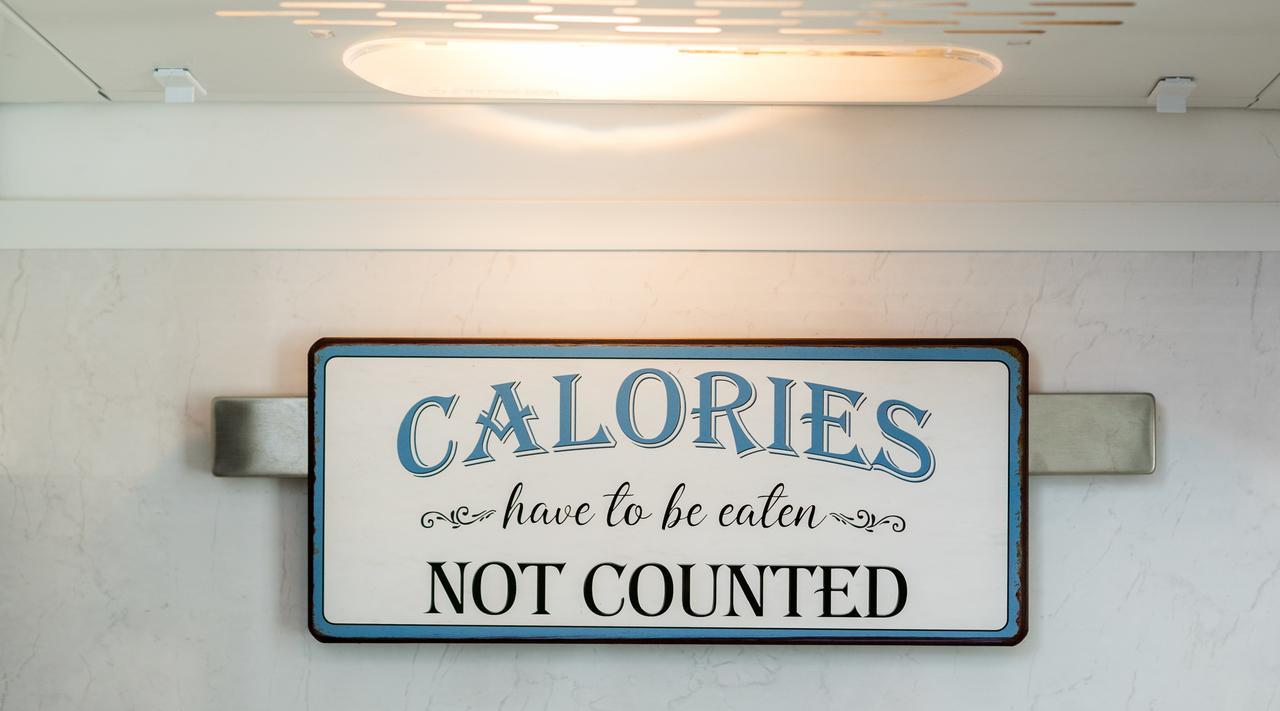 CALORIES
have to be eaten
NOT COUNTED